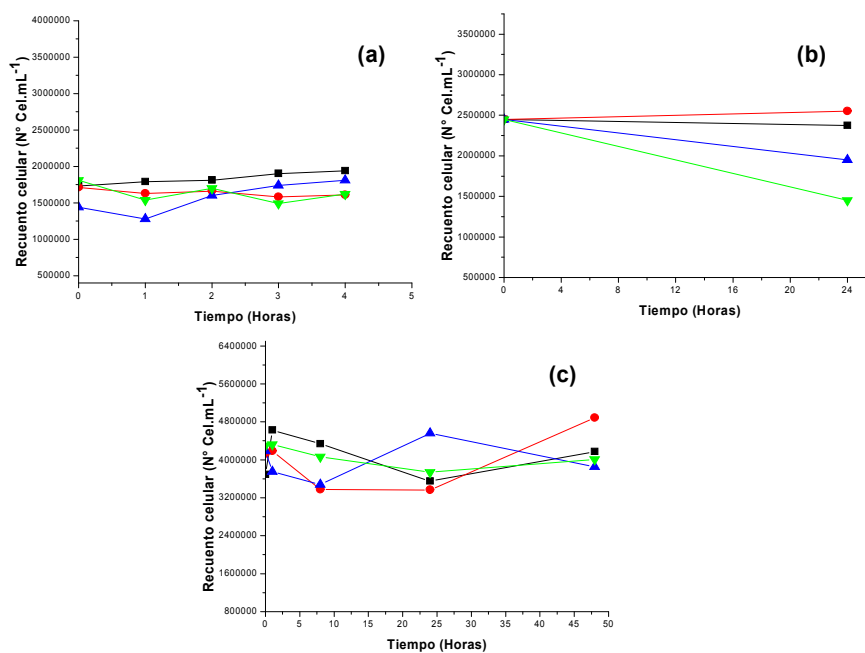 (a)
Recuento celular (N° Cel.mL⁻¹)
4000000
3500000
3000000
2500000
2000000
1500000
1000000
500000
0 1 2 3 4 5
Tiempo (Horas)
(b)
Recuento celular (N° Cel.mL⁻¹)
3500000
3000000
2500000
2000000
1500000
1000000
500000
0 4 8 12 16 20 24
Tiempo (Horas)
(c)
Recuento celular (N° Cel.mL⁻¹)
6400000
5600000
4800000
4000000
3200000
2400000
1600000
800000
0 5 10 15 20 25 30 35 40 45 50
Tiempo (Horas)